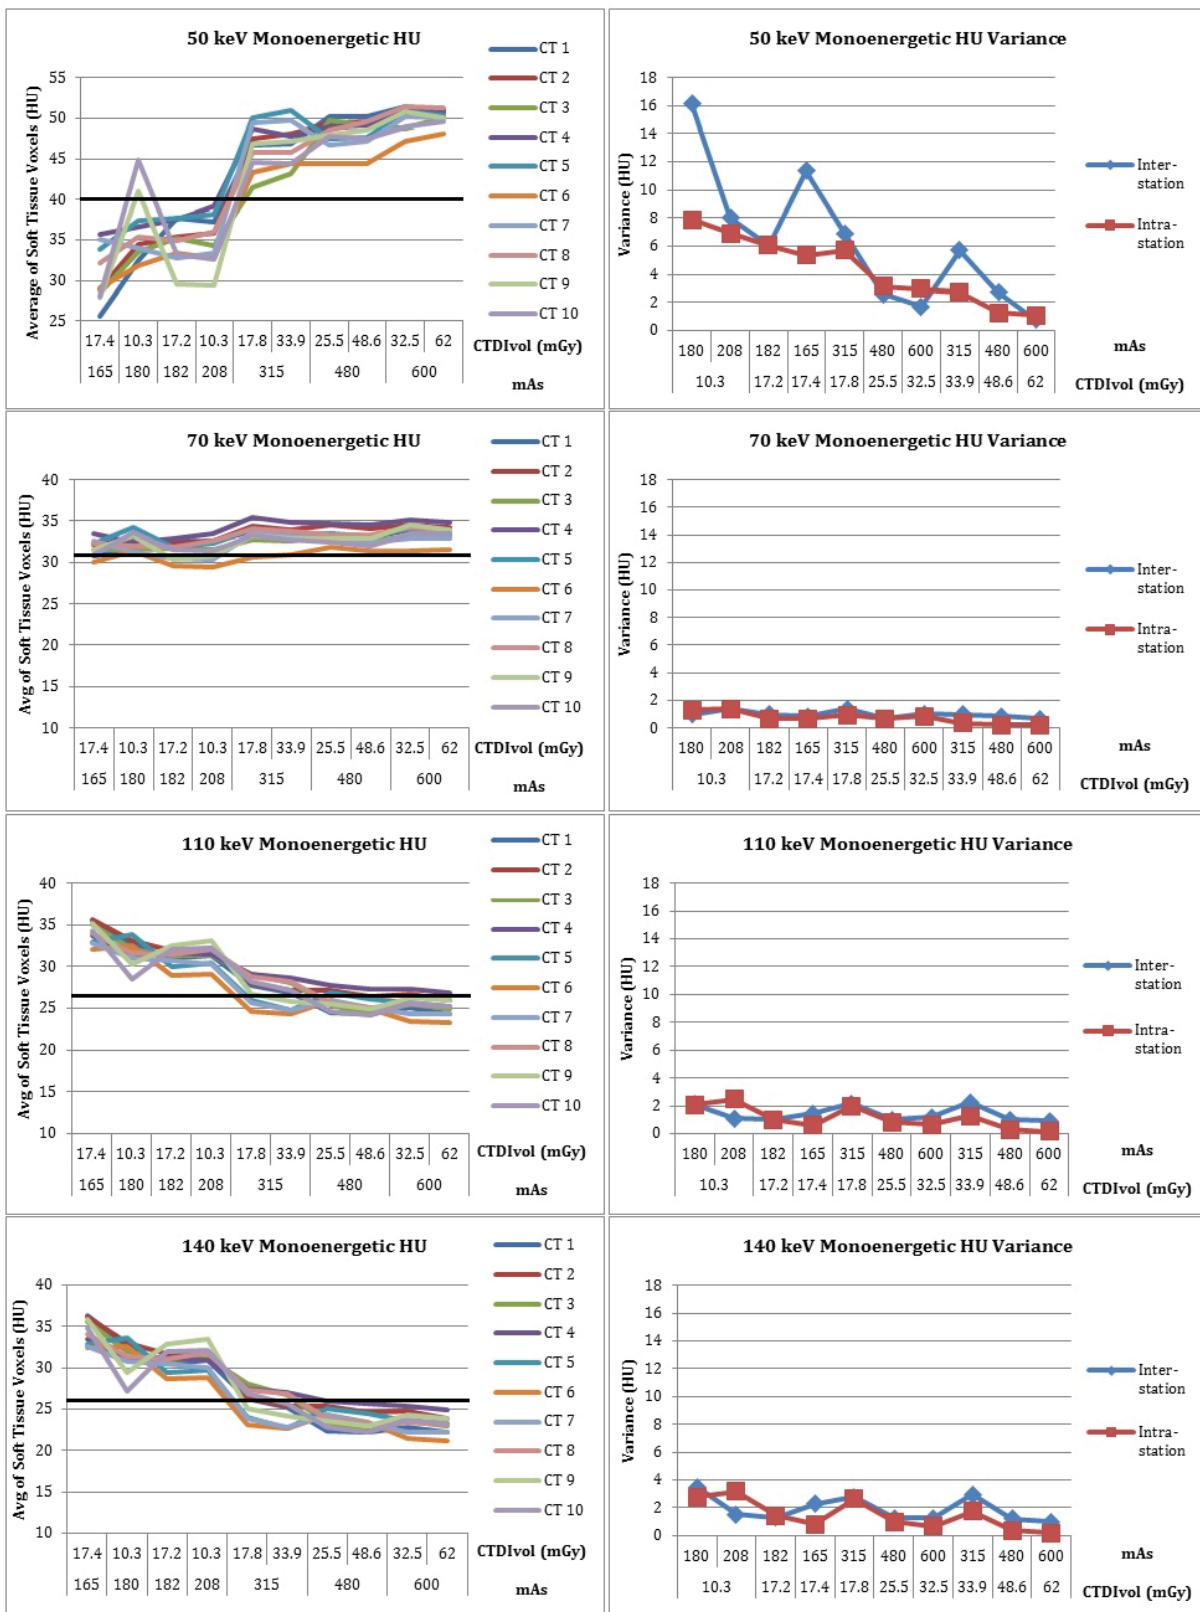 50 keV Monoenergetic HU
Average of Soft Tissue Voxels (HU)
55
50
45
40
35
30
25
17.4 10.3 17.2 10.3 17.8 33.9 25.5 48.6 32.5 62 CTDIvol (mGy)
165 180 182 208 315 480 600
mAs
CT 1
CT 2
CT 3
CT 4
CT 5
CT 6
CT 7
CT 8
CT 9
CT 10
50 keV Monoenergetic HU Variance
Variance (HU)
18
16
14
12
10
8
6
4
2
0
180 208 182 165 315 480 600 315 480 600 mAs
10.3 17.2 17.4 17.8 25.5 32.5 33.9 48.6 62 CTDIvol (mGy)
Inter-
station
Intra-
station
70 keV Monoenergetic HU
Avg of Soft Tissue Voxels (HU)
40
35
30
25
20
15
10
17.4 10.3 17.2 10.3 17.8 33.9 25.5 48.6 32.5 62 CTDIvol (mGy)
165 180 182 208 315 480 600
mAs
CT 1
CT 2
CT 3
CT 4
CT 5
CT 6
CT 7
CT 8
CT 9
CT 10
70 keV Monoenergetic HU Variance
Variance (HU)
18
16
14
12
10
8
6
4
2
0
180 208 182 165 315 480 600 315 480 600 mAs
10.3 17.2 17.4 17.8 25.5 32.5 33.9 48.6 62 CTDIvol (mGy)
Inter-
station
Intra-
station
110 keV Monoenergetic HU
Avg of Soft Tissue Voxels (HU)
40
35
30
25
20
15
10
17.4 10.3 17.2 10.3 17.8 33.9 25.5 48.6 32.5 62 CTDIvol (mGy)
165 180 182 208 315 480 600 mAs
CT 1
CT 2
CT 3
CT 4
CT 5
CT 6
CT 7
CT 8
CT 9
CT 10
110 keV Monoenergetic HU Variance
Variance (HU)
18
16
14
12
10
8
6
4
2
0
180 208 182 165 315 480 600 315 480 600 mAs
10.3 17.2 17.4 17.8 25.5 32.5 33.9 48.6 62 CTDIvol (mGy)
Inter-
station
Intra-
station
140 keV Monoenergetic HU
Avg of Soft Tissue Voxels (HU)
40
35
30
25
20
15
10
17.4 10.3 17.2 10.3 17.8 33.9 25.5 48.6 32.5 62 CTDIvol (mGy)
165 180 182 208 315 480 600 mAs
CT 1
CT 2
CT 3
CT 4
CT 5
CT 6
CT 7
CT 8
CT 9
CT 10
140 keV Monoenergetic HU Variance
Variance (HU)
18
16
14
12
10
8
6
4
2
0
180 208 182 165 315 480 600 315 480 600 mAs
10.3 17.2 17.4 17.8 25.5 32.5 33.9 48.6 62 CTDIvol (mGy)
Inter-
station
Intra-
station